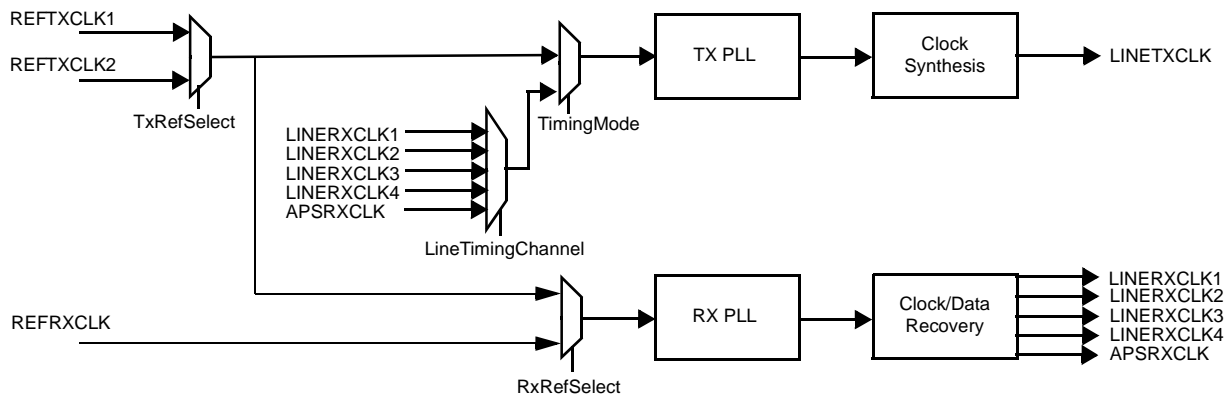 REFTXCLK1
REFTXCLK2
TxRefSelect
LINERXCLK1
LINERXCLK2
LINERXCLK3
LINERXCLK4
APSRXCLK
LineTimingChannel
TimingMode
TX PLL
Clock
Synthesis
LINETXCLK
REFRXCLK
RxRefSelect
RX PLL
Clock/Data
Recovery
LINERXCLK1
LINERXCLK2
LINERXCLK3
LINERXCLK4
APSRXCLK